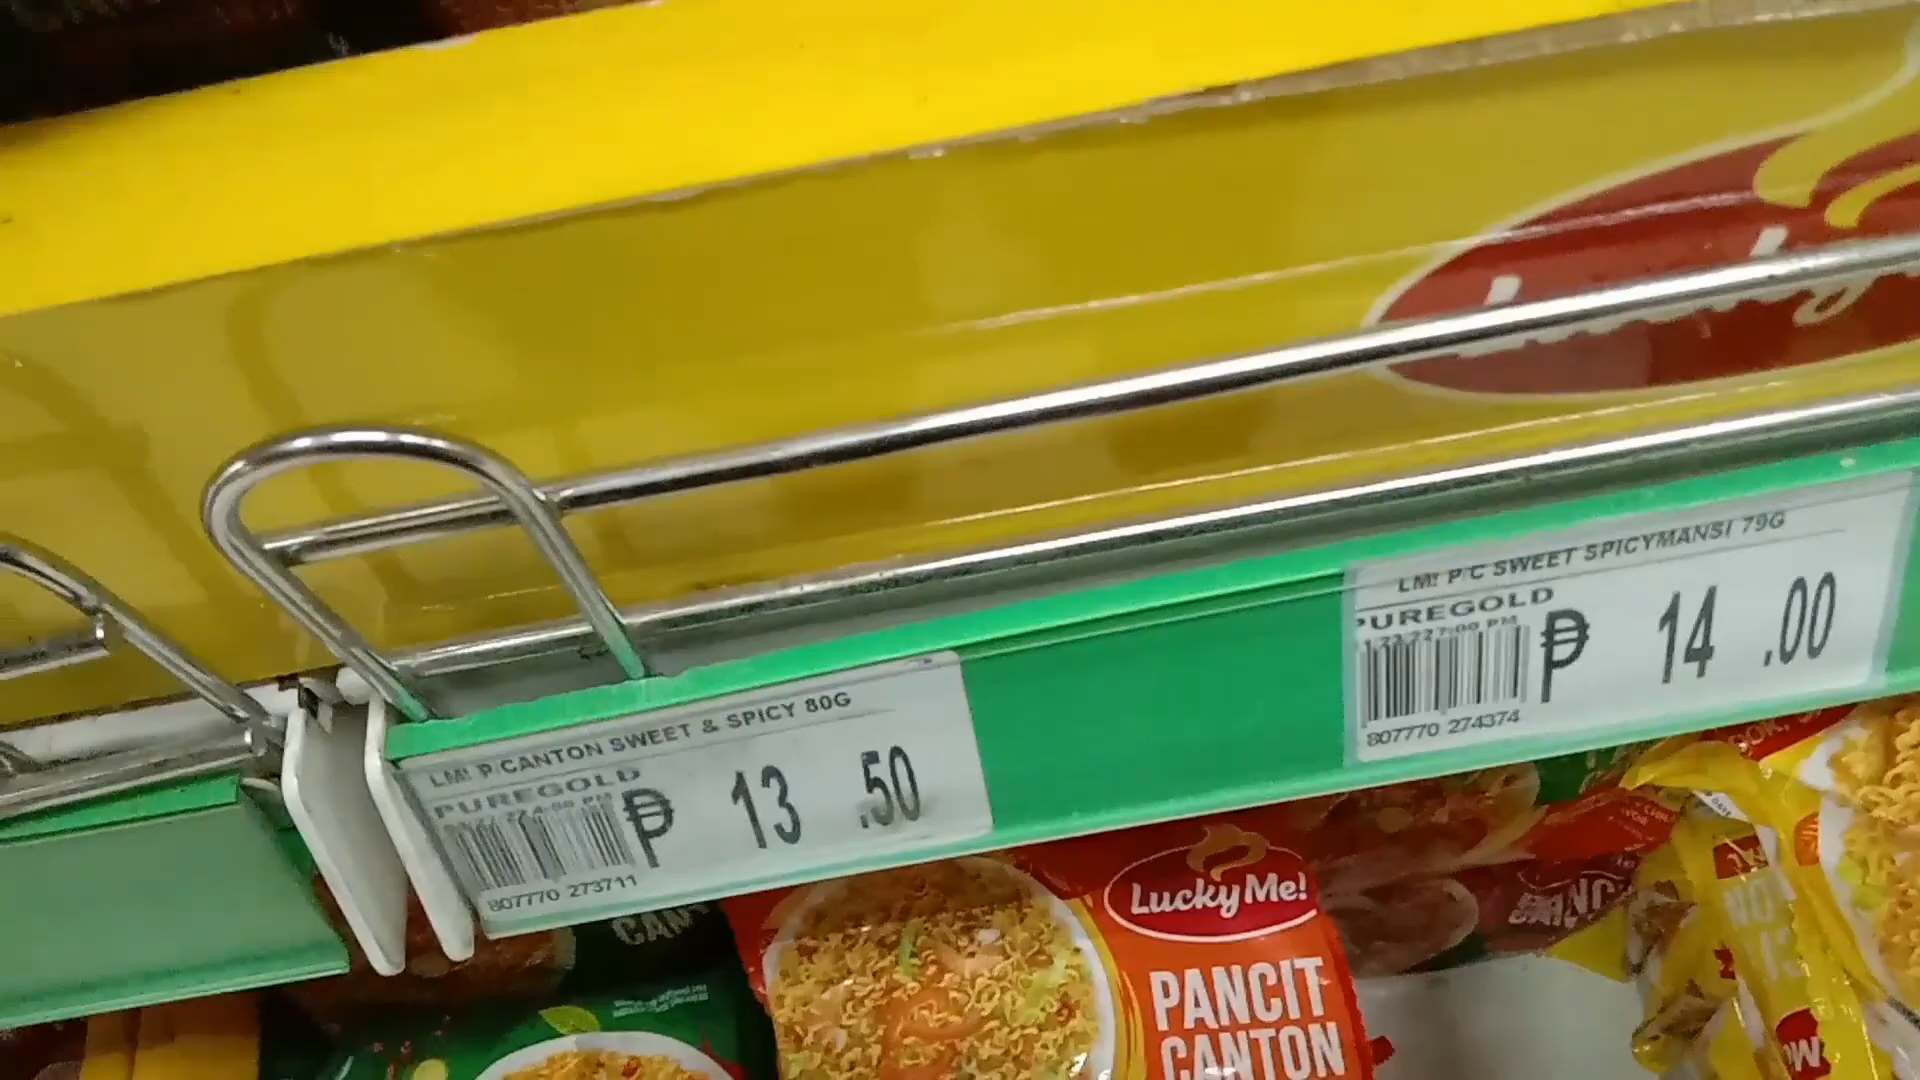 Lucky
LM! P/C SWEET SPICYMANSI 79G
PUREGOLD
₱ 14 .00
807770 274374
LM! P/CANTON SWEET & SPICY 80G
PUREGOLD
₱ 13 .50
807770 273711
Lucky Me!
PANCIT
CANTON